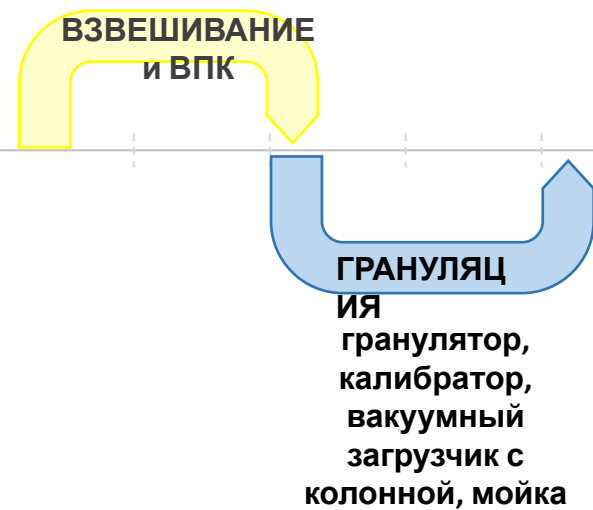 ВЗВЕШИВАНИЕ
и ВПК
ГРАНУЛЯЦ
ИЯ
гранулятор,
калибратор,
вакуумный
загрузчик с
колонной, мойка